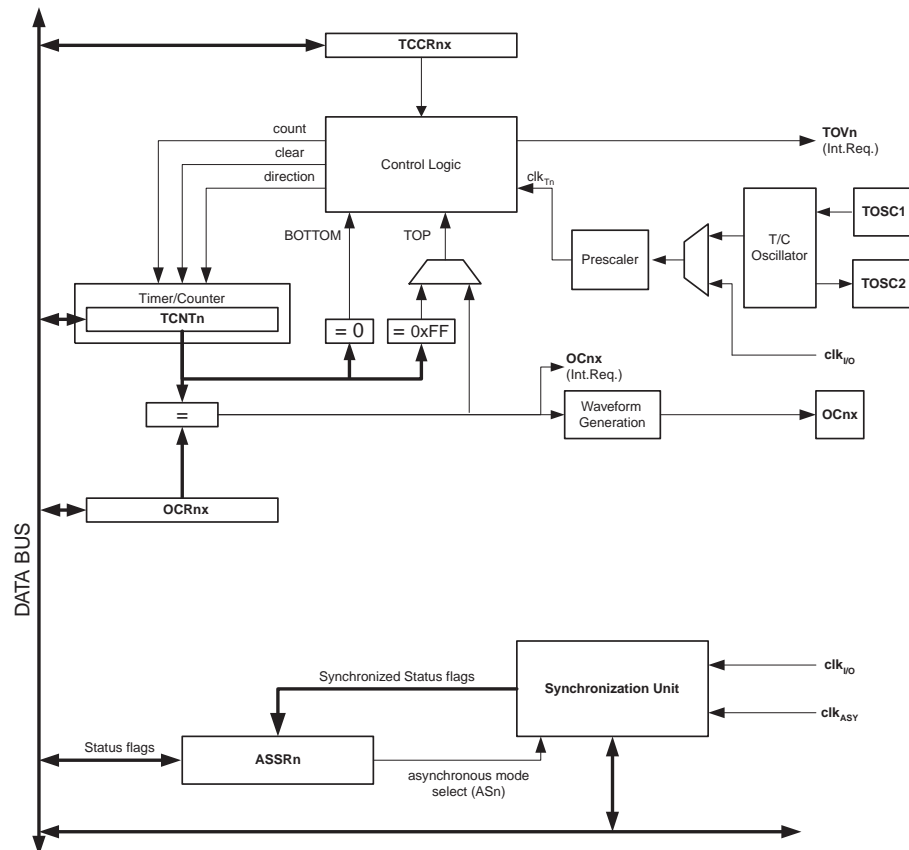 TCCRnx
count
clear
direction
Control Logic
clkTn
TOVn
(Int.Req.)
TOSC1
T/C
Oscillator
TOSC2
Prescaler
BOTTOM
TOP
Timer/Counter
TCNTn
= 0
= 0xFF
clkI/O
OCnx
(Int.Req.)
=
Waveform
Generation
OCnx
OCRnx
DATA BUS
Synchronized Status flags
Synchronization Unit
clkI/O
clkASY
Status flags
ASSRn
asynchronous mode
select (ASn)